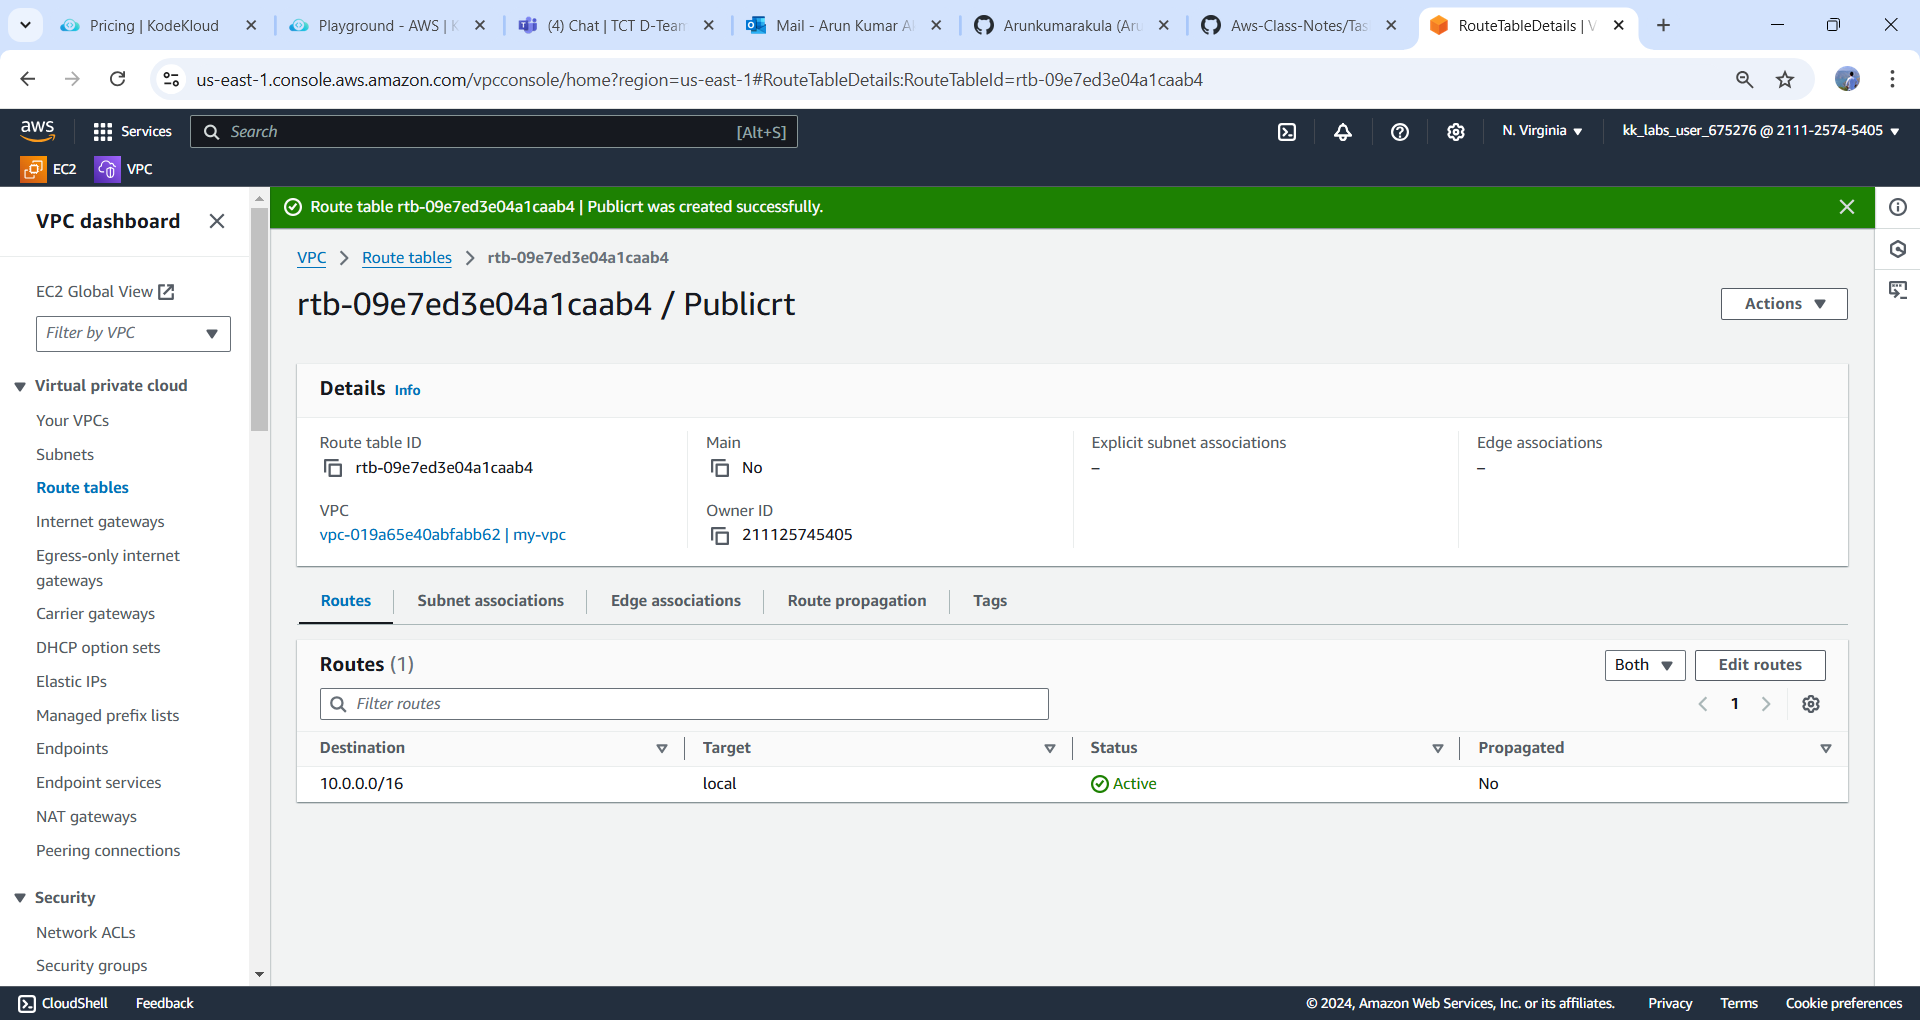 Pricing | KodeKloud
Playground - AWS | K
(4) Chat | TCT D-Team
Mail - Arun Kumar A
Arunkumarakula (Aru
Aws-Class-Notes/Tas
RouteTableDetails | V
us-east-1.console.aws.amazon.com/vpcconsole/home?region=us-east-1#RouteTableDetails:RouteTableId=rtb-09e7ed3e04a1caab4
aws
Services
Search
[Alt+S]
N. Virginia
kk_labs_user_675276 @ 2111-2574-5405
EC2
VPC
VPC dashboard
EC2 Global View
Filter by VPC
Virtual private cloud
Your VPCs
Subnets
Route tables
Internet gateways
Egress-only internet
gateways
Carrier gateways
DHCP option sets
Elastic IPs
Managed prefix lists
Endpoints
Endpoint services
NAT gateways
Peering connections
Security
Network ACLs
Security groups
Route table rtb-09e7ed3e04a1caab4 | Publicrt was created successfully.
VPC
Route tables
rtb-09e7ed3e04a1caab4
rtb-09e7ed3e04a1caab4 / Publicrt
Actions
Details Info
Route table ID
rtb-09e7ed3e04a1caab4
Main
No
Explicit subnet associations
–
Edge associations
–
VPC
vpc-019a65e40abfabb62 | my-vpc
Owner ID
211125745405
Routes
Subnet associations
Edge associations
Route propagation
Tags
Routes (1)
Both
Edit routes
Filter routes
1
Destination
Target
Status
Propagated
10.0.0.0/16
local
Active
No
CloudShell
Feedback
© 2024, Amazon Web Services, Inc. or its affiliates.
Privacy
Terms
Cookie preferences